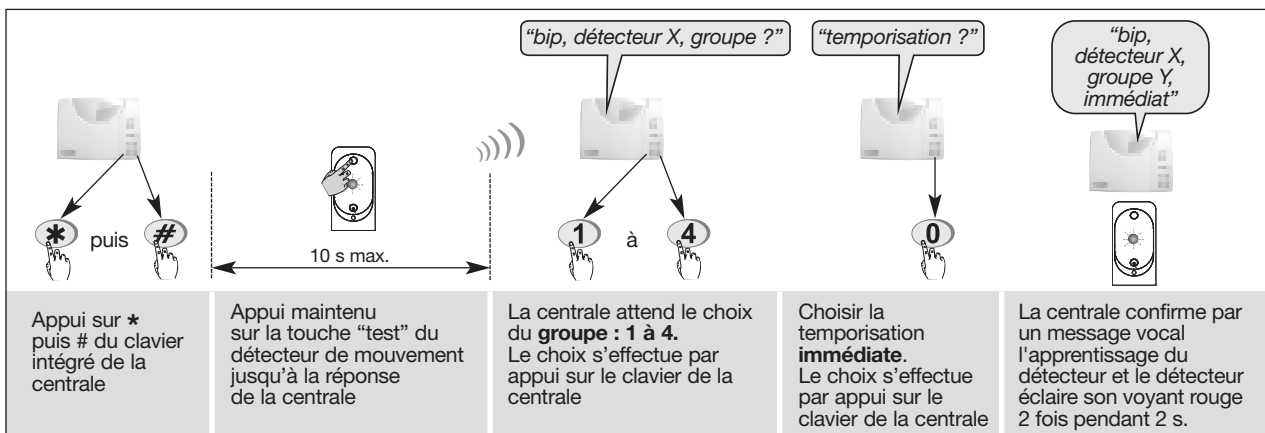 “bip, détecteur X, groupe ?”
“temporisation ?”
“bip,
détecteur X,
groupe Y,
immédiat”
* puis #
10 s max.
1 à 4
0
Appui sur *
puis # du clavier
intégré de la
centrale
Appui maintenu
sur la touche “test” du
détecteur de mouvement
jusqu’à la réponse
de la centrale
La centrale attend le choix
du groupe : 1 à 4.
Le choix s’effectue par
appui sur le clavier de la
centrale
Choisir la
temporisation
immédiate.
Le choix s’effectue
par appui sur le
clavier de la centrale
La centrale confirme par
un message vocal
l'apprentissage du
détecteur et le détecteur
éclaire son voyant rouge
2 fois pendant 2 s.